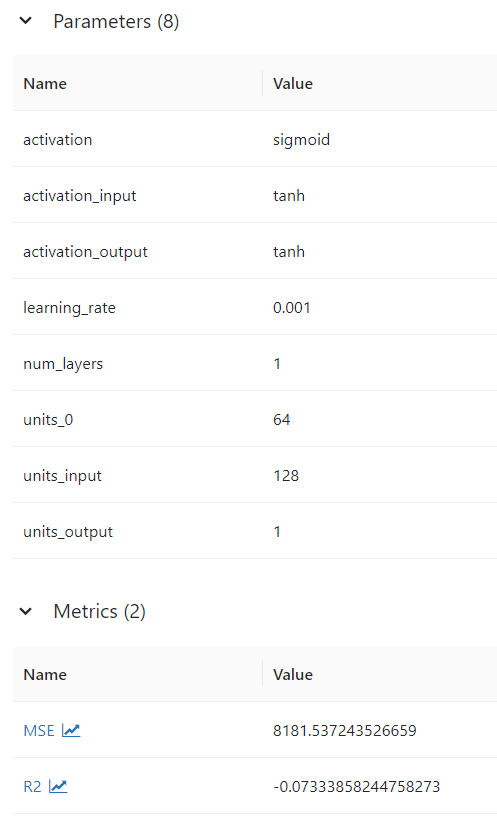 Parameters (8)
Name Value
activation sigmoid
activation_input tanh
activation_output tanh
learning_rate 0.001
num_layers 1
units_0 64
units_input 128
units_output 1
Metrics (2)
Name Value
MSE 8181.537243526659
R2 -0.07333858244758273